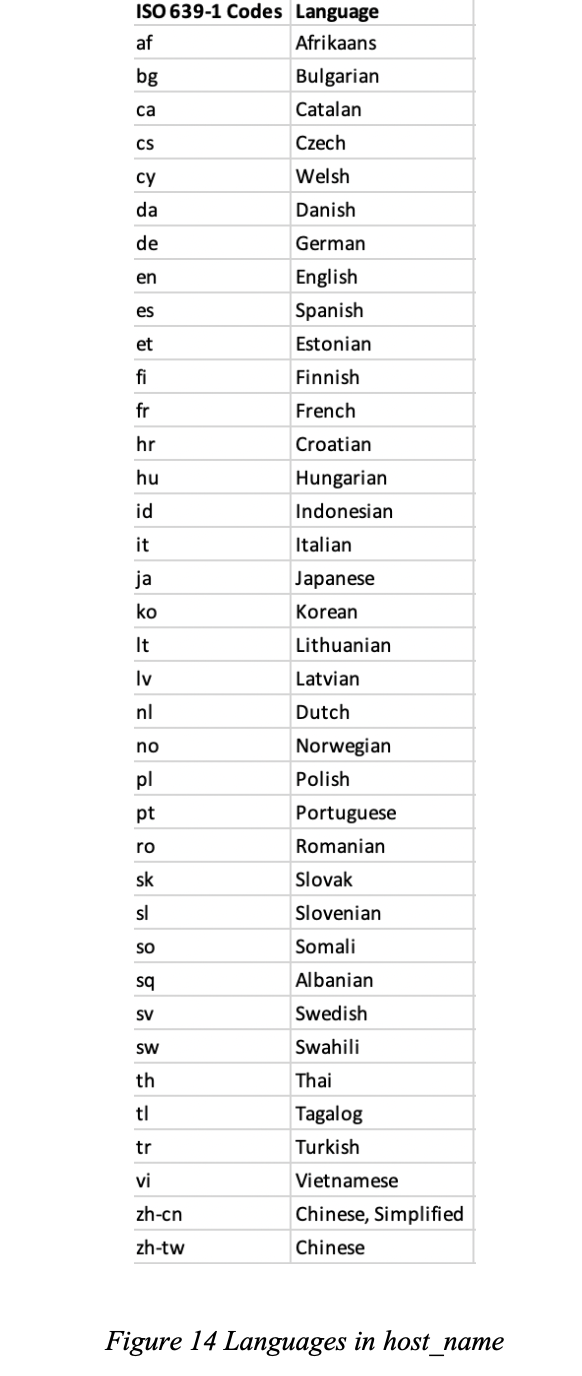 ISO 639-1 Codes Language
af Afrikaans
bg Bulgarian
ca Catalan
cs Czech
cy Welsh
da Danish
de German
en English
es Spanish
et Estonian
fi Finnish
fr French
hr Croatian
hu Hungarian
id Indonesian
it Italian
ja Japanese
ko Korean
lt Lithuanian
lv Latvian
nl Dutch
no Norwegian
pl Polish
pt Portuguese
ro Romanian
sk Slovak
sl Slovenian
so Somali
sq Albanian
sv Swedish
sw Swahili
th Thai
tl Tagalog
tr Turkish
vi Vietnamese
zh-cn Chinese, Simplified
zh-tw Chinese
Figure 14 Languages in host_name